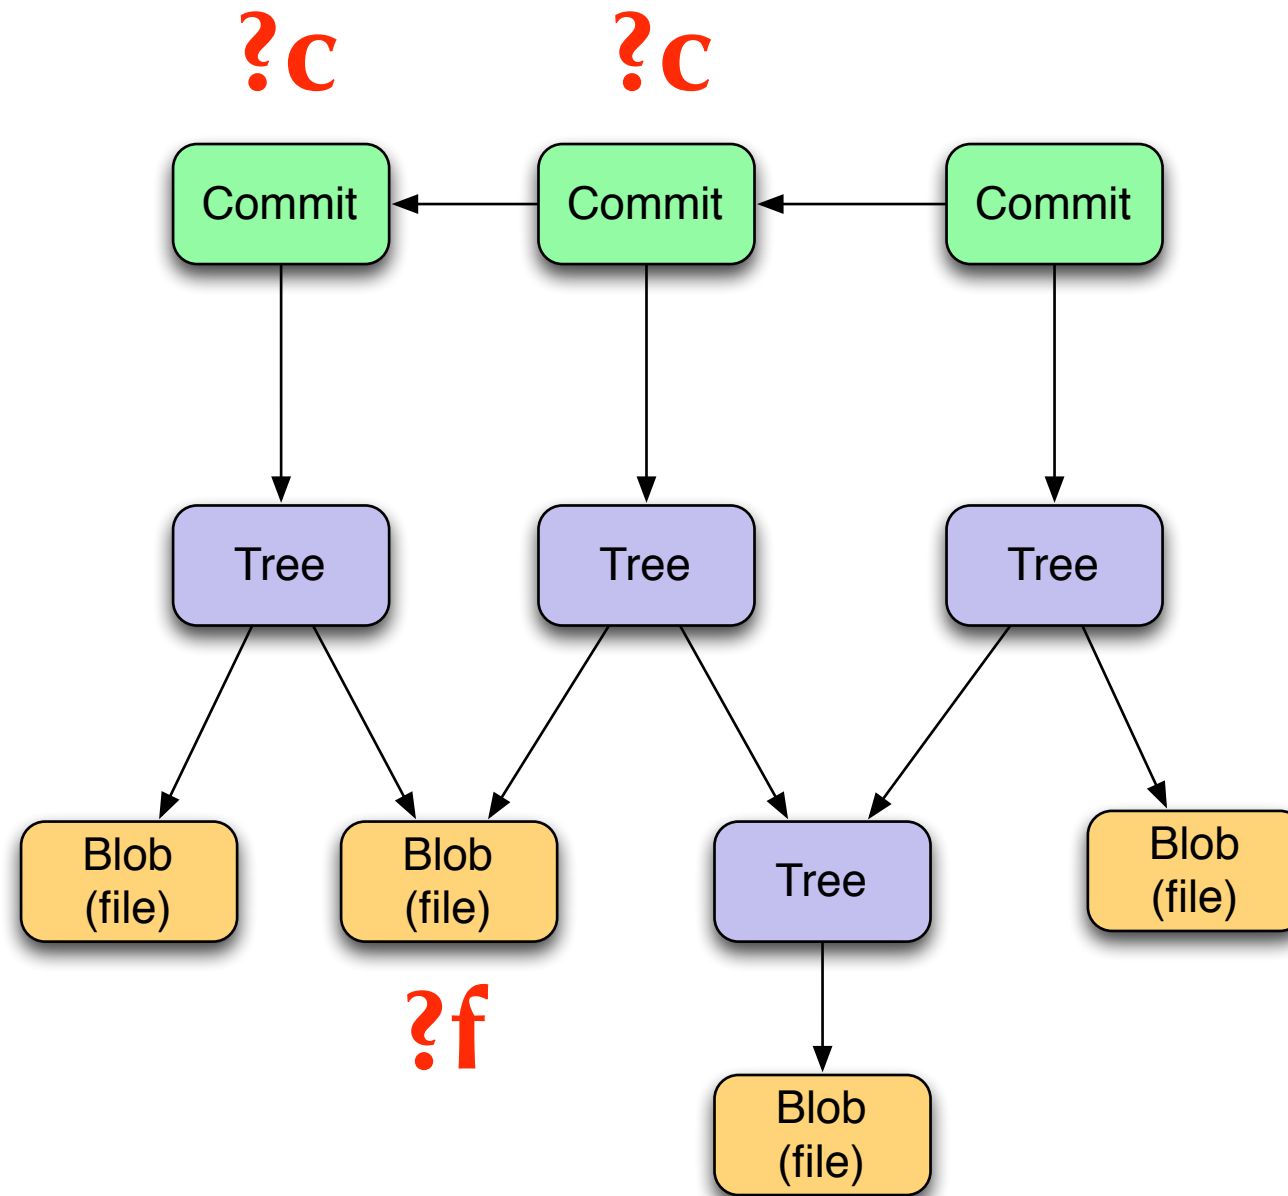 ?c
?c
Commit
Commit
Commit
Tree
Tree
Tree
Blob
(file)
Blob
(file)
Tree
Blob
(file)
?f
Blob
(file)